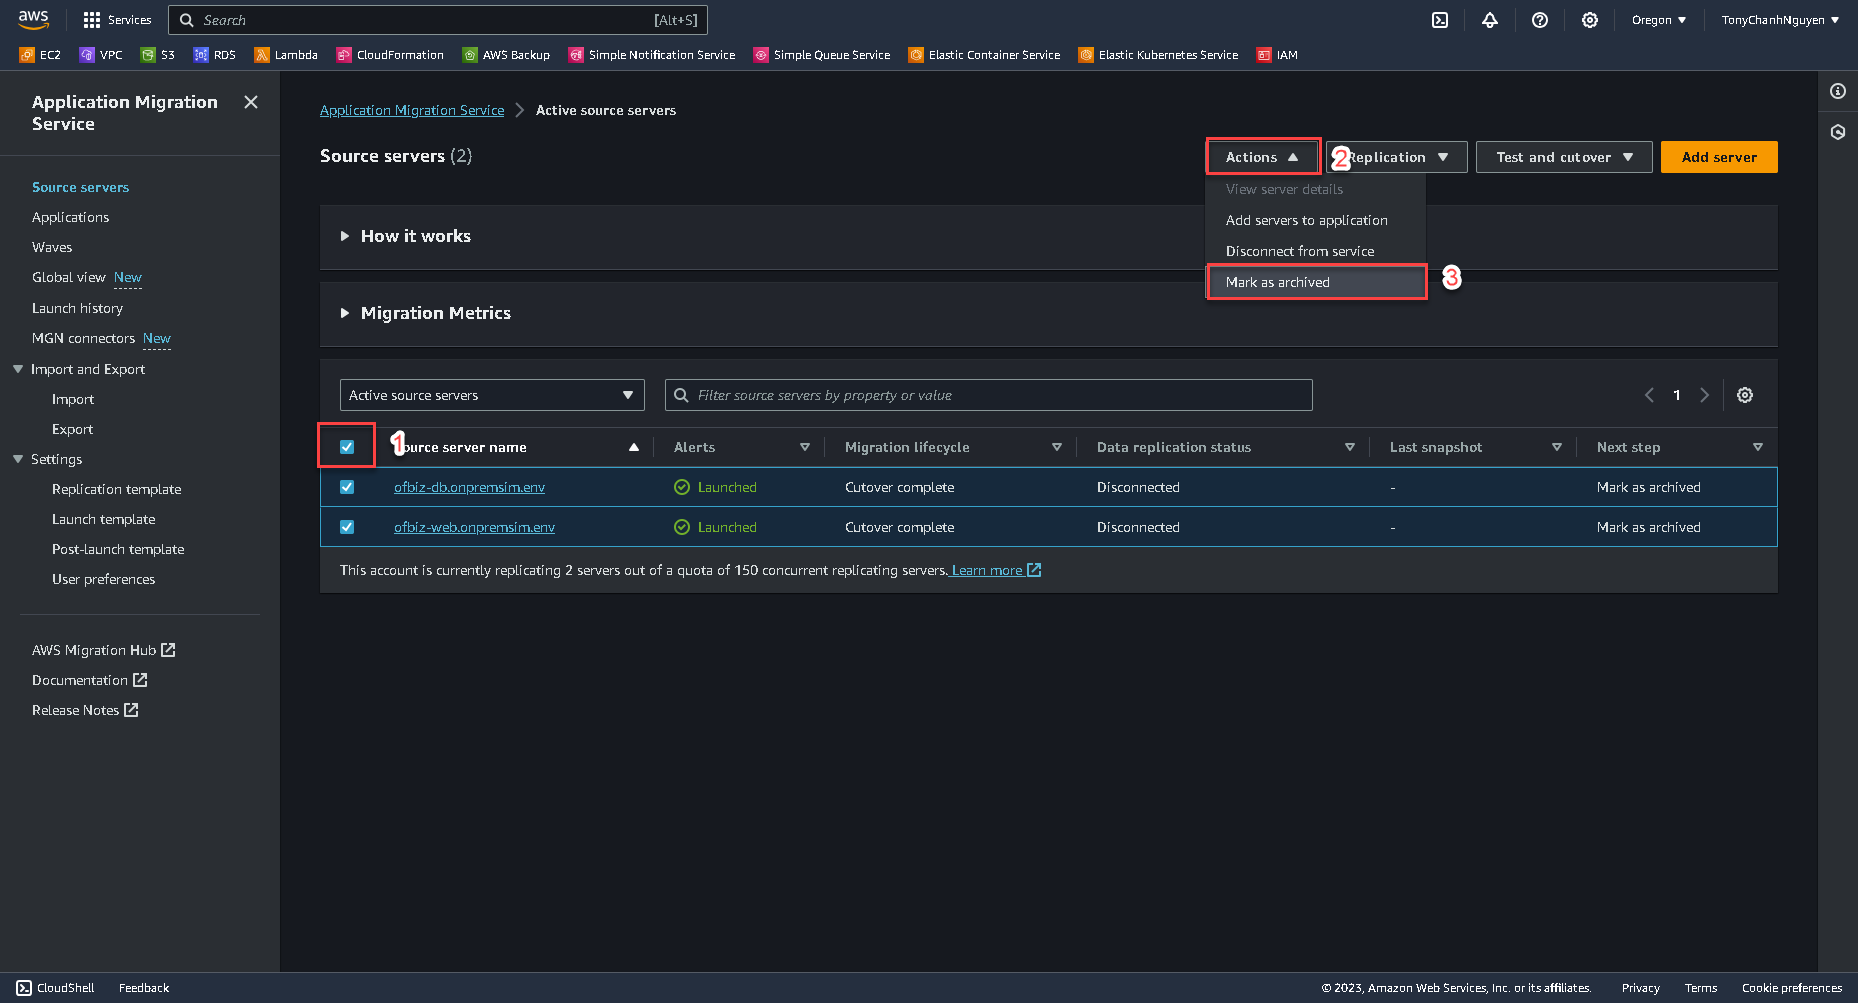 aws
Services
Search
[Alt+S]
Oregon ▼
TonyChanhNguyen ▼
EC2
VPC
S3
RDS
Lambda
CloudFormation
AWS Backup
Simple Notification Service
Simple Queue Service
Elastic Container Service
Elastic Kubernetes Service
IAM
Application Migration
Service
Source servers
Applications
Waves
Global view New
Launch history
MGN connectors New
Import and Export
Import
Export
Settings
Replication template
Launch template
Post-launch template
User preferences
AWS Migration Hub
Documentation
Release Notes
Application Migration Service > Active source servers
Source servers (2)
Actions ▲
2
Replication ▼
Test and cutover ▼
Add server
View server details
Add servers to application
Disconnect from service
Mark as archived
3
How it works
Migration Metrics
Active source servers
Filter source servers by property or value
1
1
Source server name
Alerts
Migration lifecycle
Data replication status
Last snapshot
Next step
ofbiz-db.onpremsim.env
Launched
Cutover complete
Disconnected
-
Mark as archived
ofbiz-web.onpremsim.env
Launched
Cutover complete
Disconnected
-
Mark as archived
This account is currently replicating 2 servers out of a quota of 150 concurrent replicating servers. Learn more
CloudShell
Feedback
© 2023, Amazon Web Services, Inc. or its affiliates.
Privacy
Terms
Cookie preferences